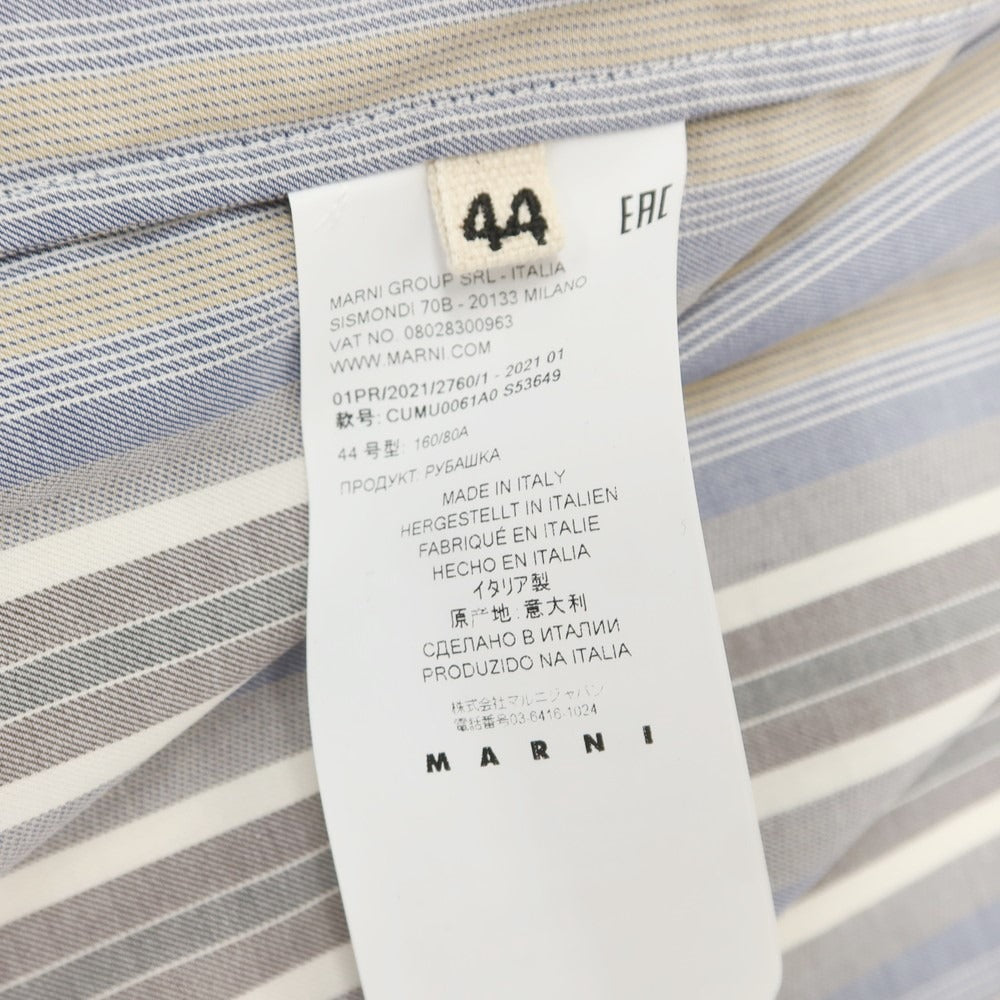 44
EAC
MARNI GROUP SRL - ITALIA
SISMONDI 70B - 20133 MILANO
VAT NO. 08028300963
WWW.MARNI.COM
01PR/2021/2760/1 - 2021 01
款号: CUMU0061A0 S53649
44 号型: 160/80A
ПРОДУКТ: РУБАШКА
MADE IN ITALY
HERGESTELLT IN ITALIEN
FABRIQUÉ EN ITALIE
HECHO EN ITALIA
イタリア製
原产地: 意大利
СДЕЛАНО В ИТАЛИИ
PRODUZIDO NA ITALIA
株式会社マルニジャパン
電話番号03-6416-1024
MARNI